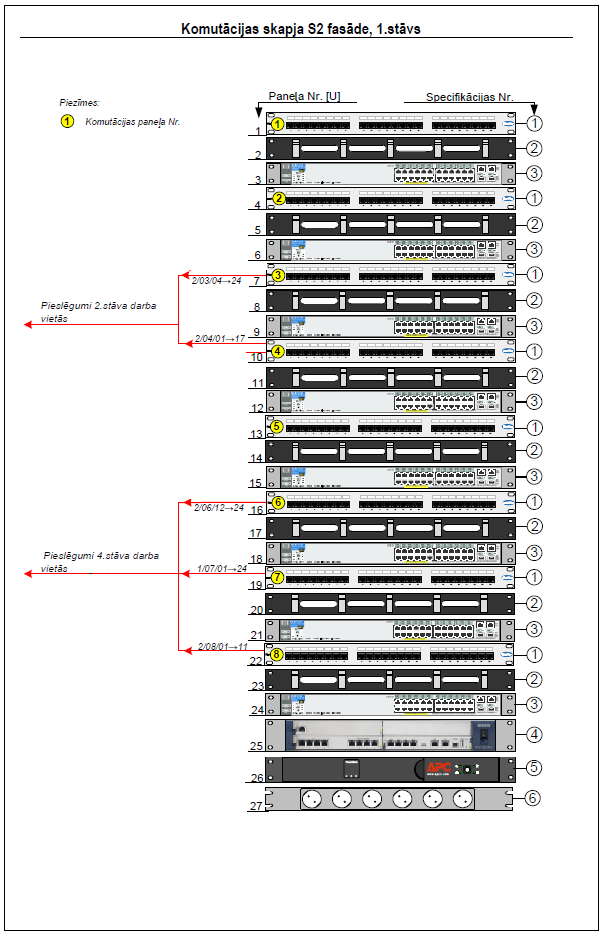 Komutācijas skapja S2 fasāde, 1.stāvs
Piezīmes:
1 Komutācijas paneļa Nr.
Paneļa Nr. [U]
Specifikācijas Nr.
1 1 1
2 2
3 3
4 2 1
5 2
6 3
2/03/04→24
7 3 1
8 2
Pieslēgumi 2.stāva darba
vietās
9 3
2/04/01→17
10 4 1
11 2
12 3
13 5 1
14 2
15 3
2/06/12→24
16 6 1
17 2
Pieslēgumi 4.stāva darba
vietās
18 3
1/07/01→24
19 7 1
20 2
21 3
2/08/01→11
22 8 1
23 2
24 3
25 4
26 APC 5
27 6